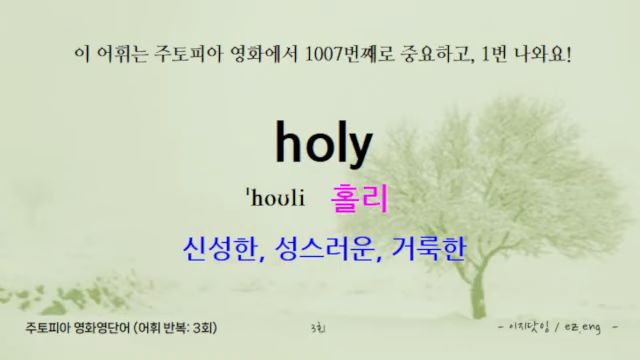 이 어휘는 주토피아 영화에서 1007번째로 중요하고, 1번 나와요!
holy
ˈhoʊli 홀리
신성한, 성스러운, 거룩한
주토피아 영화영단어 (어휘 반복: 3회) 3회 - 이지닷잉 / ez.eng -